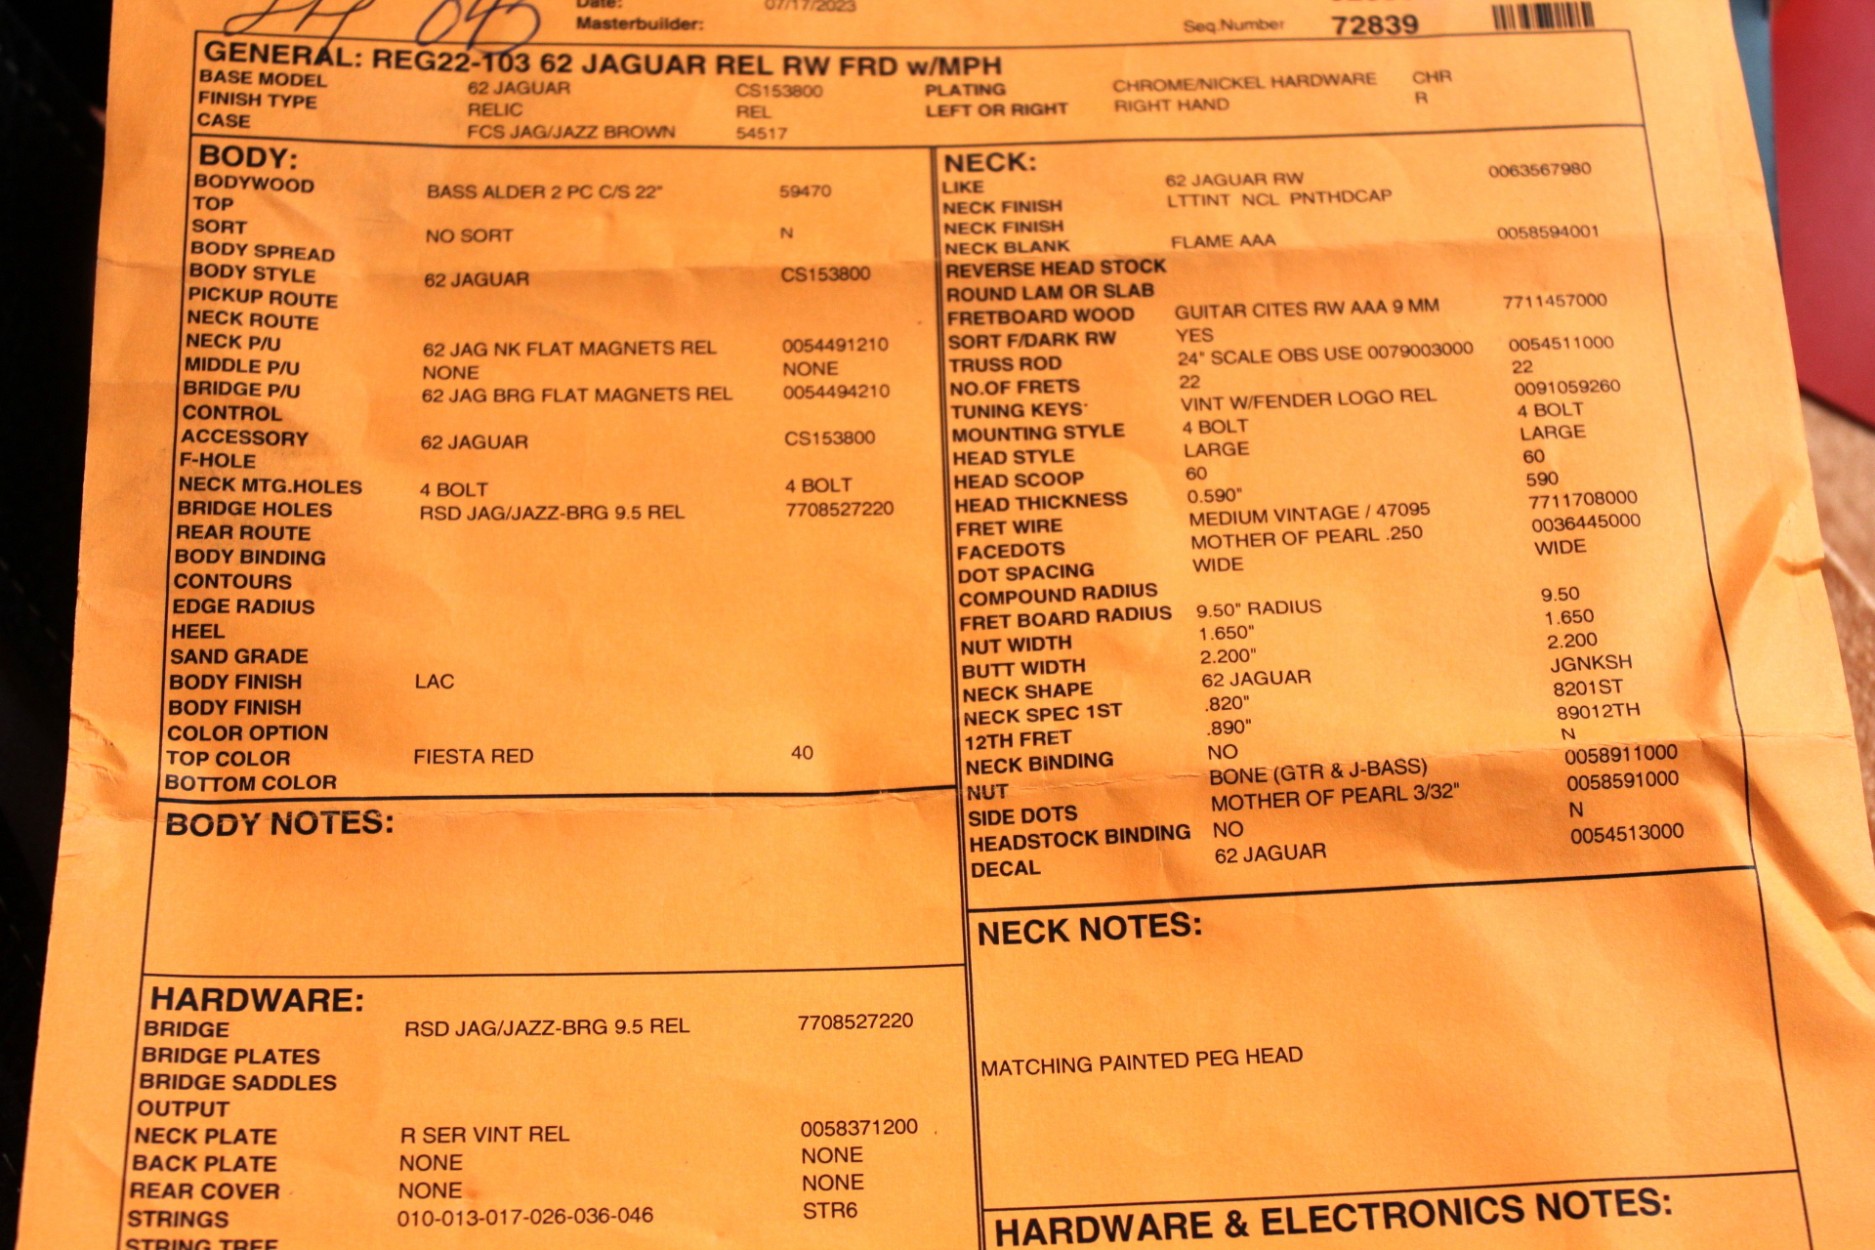 Date: 07/17/2023
Masterbuilder:
Seq.Number 72839
GENERAL: REG22-103 62 JAGUAR REL RW FRD w/MPH
BASE MODEL 62 JAGUAR CS153800
FINISH TYPE RELIC REL
CASE FCS JAG/JAZZ BROWN 54517
PLATING CHROME/NICKEL HARDWARE CHR
LEFT OR RIGHT RIGHT HAND R
BODY:
BODYWOOD BASS ALDER 2 PC C/S 22" 59470
TOP
SORT NO SORT N
BODY SPREAD
BODY STYLE 62 JAGUAR CS153800
PICKUP ROUTE
NECK ROUTE
NECK P/U 62 JAG NK FLAT MAGNETS REL 0054491210
MIDDLE P/U NONE NONE
BRIDGE P/U 62 JAG BRG FLAT MAGNETS REL 0054494210
CONTROL
ACCESSORY 62 JAGUAR CS153800
F-HOLE
NECK MTG.HOLES 4 BOLT 4 BOLT
BRIDGE HOLES RSD JAG/JAZZ-BRG 9.5 REL 7708527220
REAR ROUTE
BODY BINDING
CONTOURS
EDGE RADIUS
HEEL
SAND GRADE
BODY FINISH LAC
BODY FINISH
COLOR OPTION
TOP COLOR FIESTA RED 40
BOTTOM COLOR
BODY NOTES:
HARDWARE:
BRIDGE RSD JAG/JAZZ-BRG 9.5 REL 7708527220
BRIDGE PLATES
BRIDGE SADDLES
OUTPUT
NECK PLATE R SER VINT REL 0058371200
BACK PLATE NONE NONE
REAR COVER NONE NONE
STRINGS 010-013-017-026-036-046 STR6
STRING TREE
NECK:
LIKE 62 JAGUAR RW 0063567980
NECK FINISH LTTINT NCL PNTHDCAP
NECK FINISH
NECK BLANK FLAME AAA 0058594001
REVERSE HEAD STOCK
ROUND LAM OR SLAB
FRETBOARD WOOD GUITAR CITES RW AAA 9 MM 7711457000
SORT F/DARK RW YES
TRUSS ROD 24" SCALE OBS USE 0079003000 0054511000
NO.OF FRETS 22 22
TUNING KEYS VINT W/FENDER LOGO REL 0091059260
MOUNTING STYLE 4 BOLT 4 BOLT
HEAD STYLE LARGE LARGE
HEAD SCOOP 60 60
HEAD THICKNESS 0.590" 590
FRET WIRE MEDIUM VINTAGE / 47095 7711708000
FACEDOTS MOTHER OF PEARL .250 0036445000
DOT SPACING WIDE WIDE
COMPOUND RADIUS
FRET BOARD RADIUS 9.50" RADIUS 9.50
NUT WIDTH 1.650" 1.650
BUTT WIDTH 2.200" 2.200
NECK SHAPE 62 JAGUAR JGNKSH
NECK SPEC 1ST .820" 8201ST
12TH FRET .890" 89012TH
NECK BINDING NO N
NUT BONE (GTR & J-BASS) 0058911000
SIDE DOTS MOTHER OF PEARL 3/32" 0058591000
HEADSTOCK BINDING NO N
DECAL 62 JAGUAR 0054513000
NECK NOTES:
MATCHING PAINTED PEG HEAD
HARDWARE & ELECTRONICS NOTES: